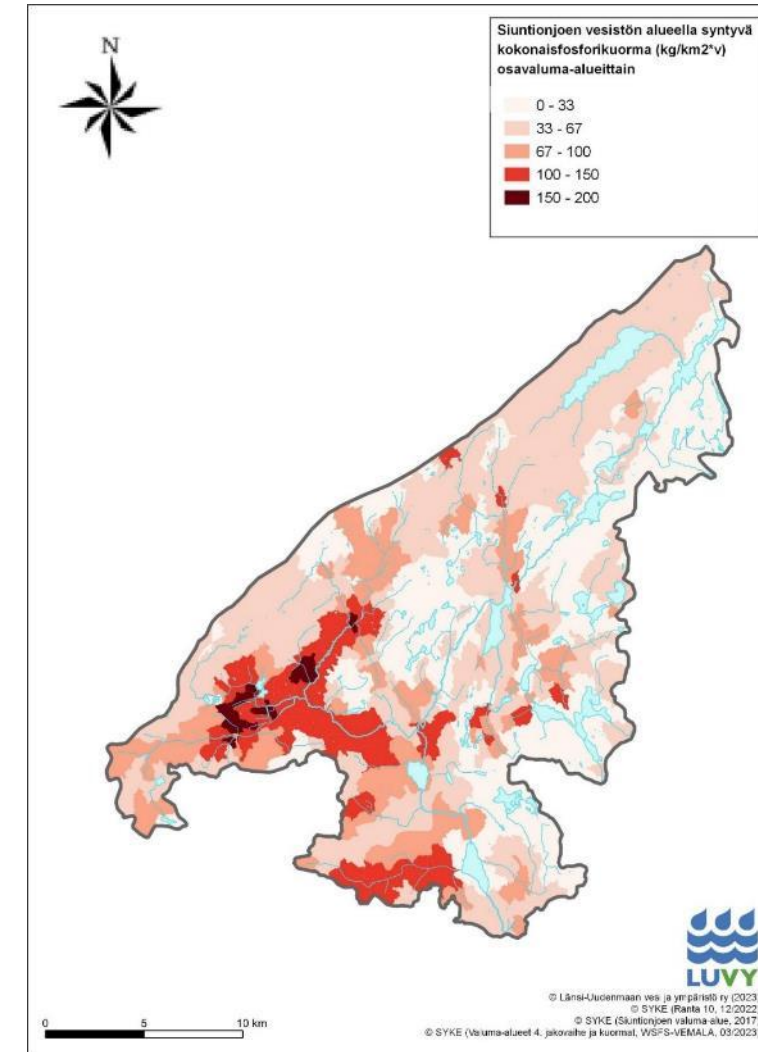 N
Siuntionjoen vesistön alueella syntyvä
kokonaisfosforikuorma (kg/km2*v)
osavaluma-alueittain
0 - 33
33 - 67
67 - 100
100 - 150
150 - 200
LUVY
© Länsi-Uudenmaan vesi ja ympäristö ry (2023)
© SYKE (Ranta 10, 12/2022
© SYKE (Siuntionjoen valuma-alue, 2017)
© SYKE (Valuma-alueet 4. jakovaihe ja kuormat, WSFS-VEMALA, 03/2023)
0 5 10 km